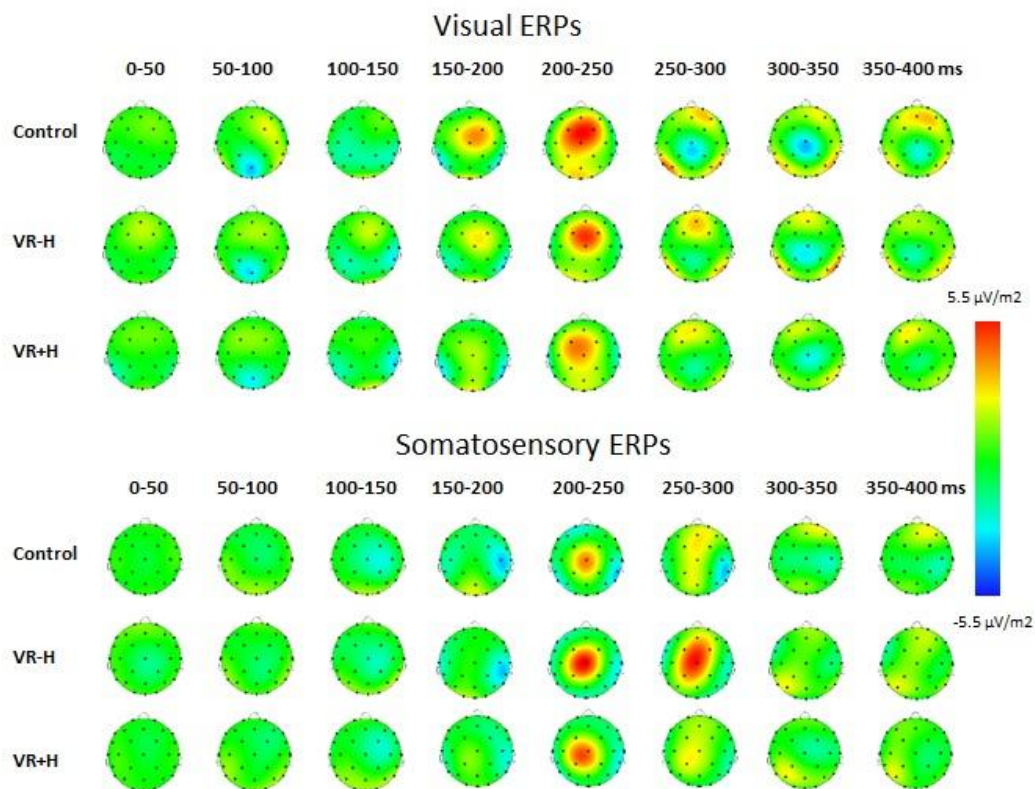 Visual ERPs
0-50 50-100 100-150 150-200 200-250 250-300 300-350 350-400 ms
Control
VR-H
VR+H
5.5 µV/m2
Somatosensory ERPs
0-50 50-100 100-150 150-200 200-250 250-300 300-350 350-400 ms
Control
-5.5 µV/m2
VR-H
VR+H